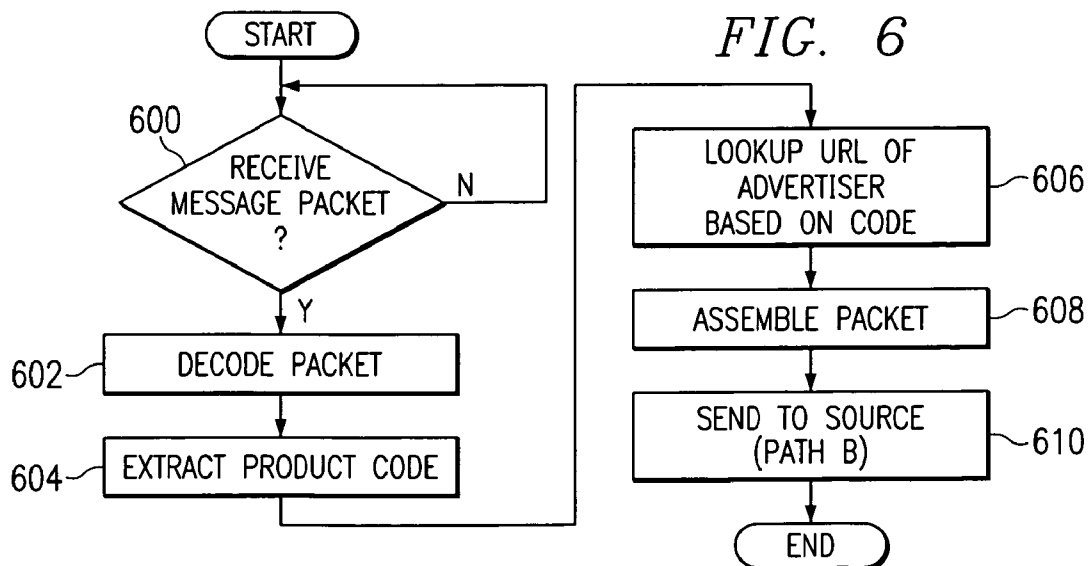 FIG. 6
START
600
RECEIVE
MESSAGE PACKET
?
N
Y
602
DECODE PACKET
604
EXTRACT PRODUCT CODE
LOOKUP URL OF
ADVERTISER
BASED ON CODE
606
ASSEMBLE PACKET
608
SEND TO SOURCE
(PATH B)
610
END